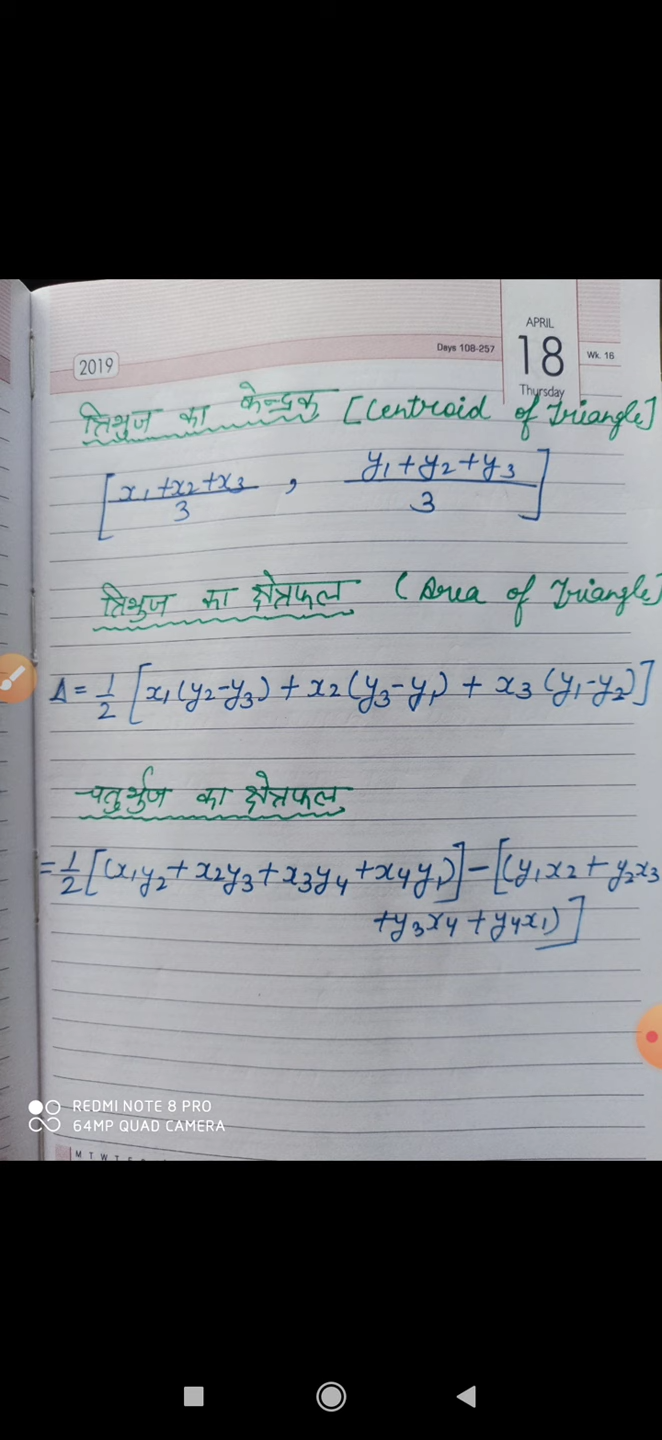 2019
Days 108-257
APRIL
18
Thursday
Wk. 16
त्रिभुज का केन्द्रक [Centroid of Triangle]
[x₁+x₂+x₃/3 , y₁+y₂+y₃/3]
त्रिभुज का क्षेत्रफल (Area of Triangle)
Δ = 1/2 [x₁(y₂-y₃) + x₂(y₃-y₁) + x₃(y₁-y₂)]
चतुर्भुज का क्षेत्रफल
= 1/2 [(x₁y₂+x₂y₃+x₃y₄+x₄y₁)] - [(y₁x₂+y₂x₃
+y₃x₄+y₄x₁)]
REDMI NOTE 8 PRO
64MP QUAD CAMERA
M T W T